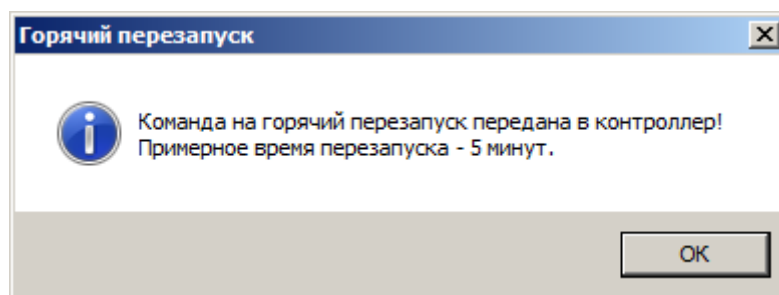 Горячий перезапуск
Команда на горячий перезапуск передана в контроллер!
Примерное время перезапуска - 5 минут.
OK